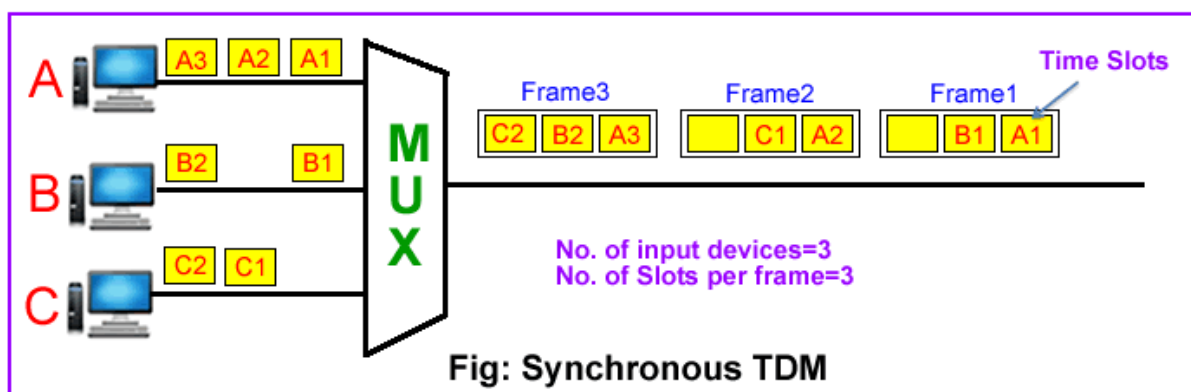 A
A3 A2 A1
B
B2 B1
C
C2 C1
MUX
Time Slots
Frame3 Frame2 Frame1
C2 B2 A3 C1 A2 B1 A1
No. of input devices=3
No. of Slots per frame=3
Fig: Synchronous TDM